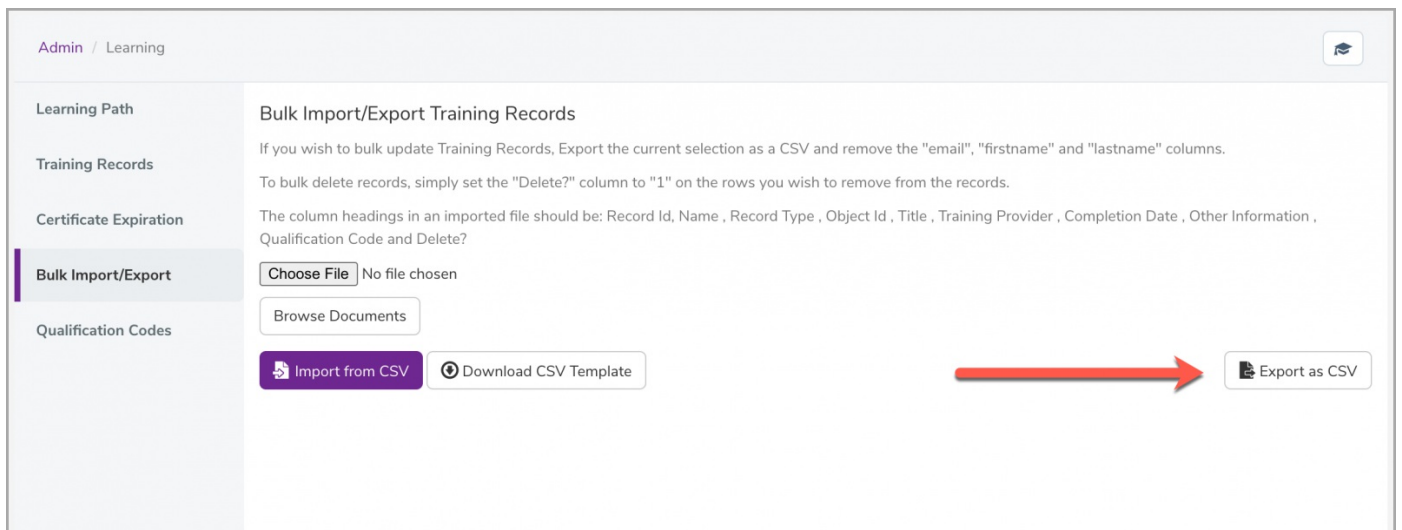 Admin / Learning
Learning Path
Training Records
Certificate Expiration
Bulk Import/Export
Qualification Codes
Bulk Import/Export Training Records
If you wish to bulk update Training Records, Export the current selection as a CSV and remove the "email", "firstname" and "lastname" columns.
To bulk delete records, simply set the "Delete?" column to "1" on the rows you wish to remove from the records.
The column headings in an imported file should be: Record Id, Name , Record Type , Object Id , Title , Training Provider , Completion Date , Other Information ,
Qualification Code and Delete?
Choose File No file chosen
Browse Documents
Import from CSV Download CSV Template Export as CSV